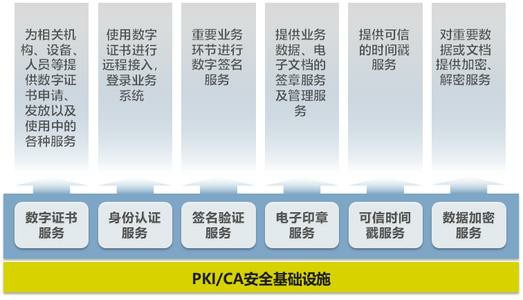 为相关机
构、设备、
人员等提
供数字证
书申请、
发放以及
使用中的
各种服务
使用数字
证书进行
远程接入，
登录业务
系统
重要业务
环节进行
数字签名
服务
提供业务
数据、电
子文档的
签章服务
及管理服
务
提供可信
的时间戳
服务
对重要数
据或文档
提供加密、
解密服务
数字证书
服务
身份认证
服务
签名验证
服务
电子印章
服务
可信时间
戳服务
数据加密
服务
PKI/CA安全基础设施